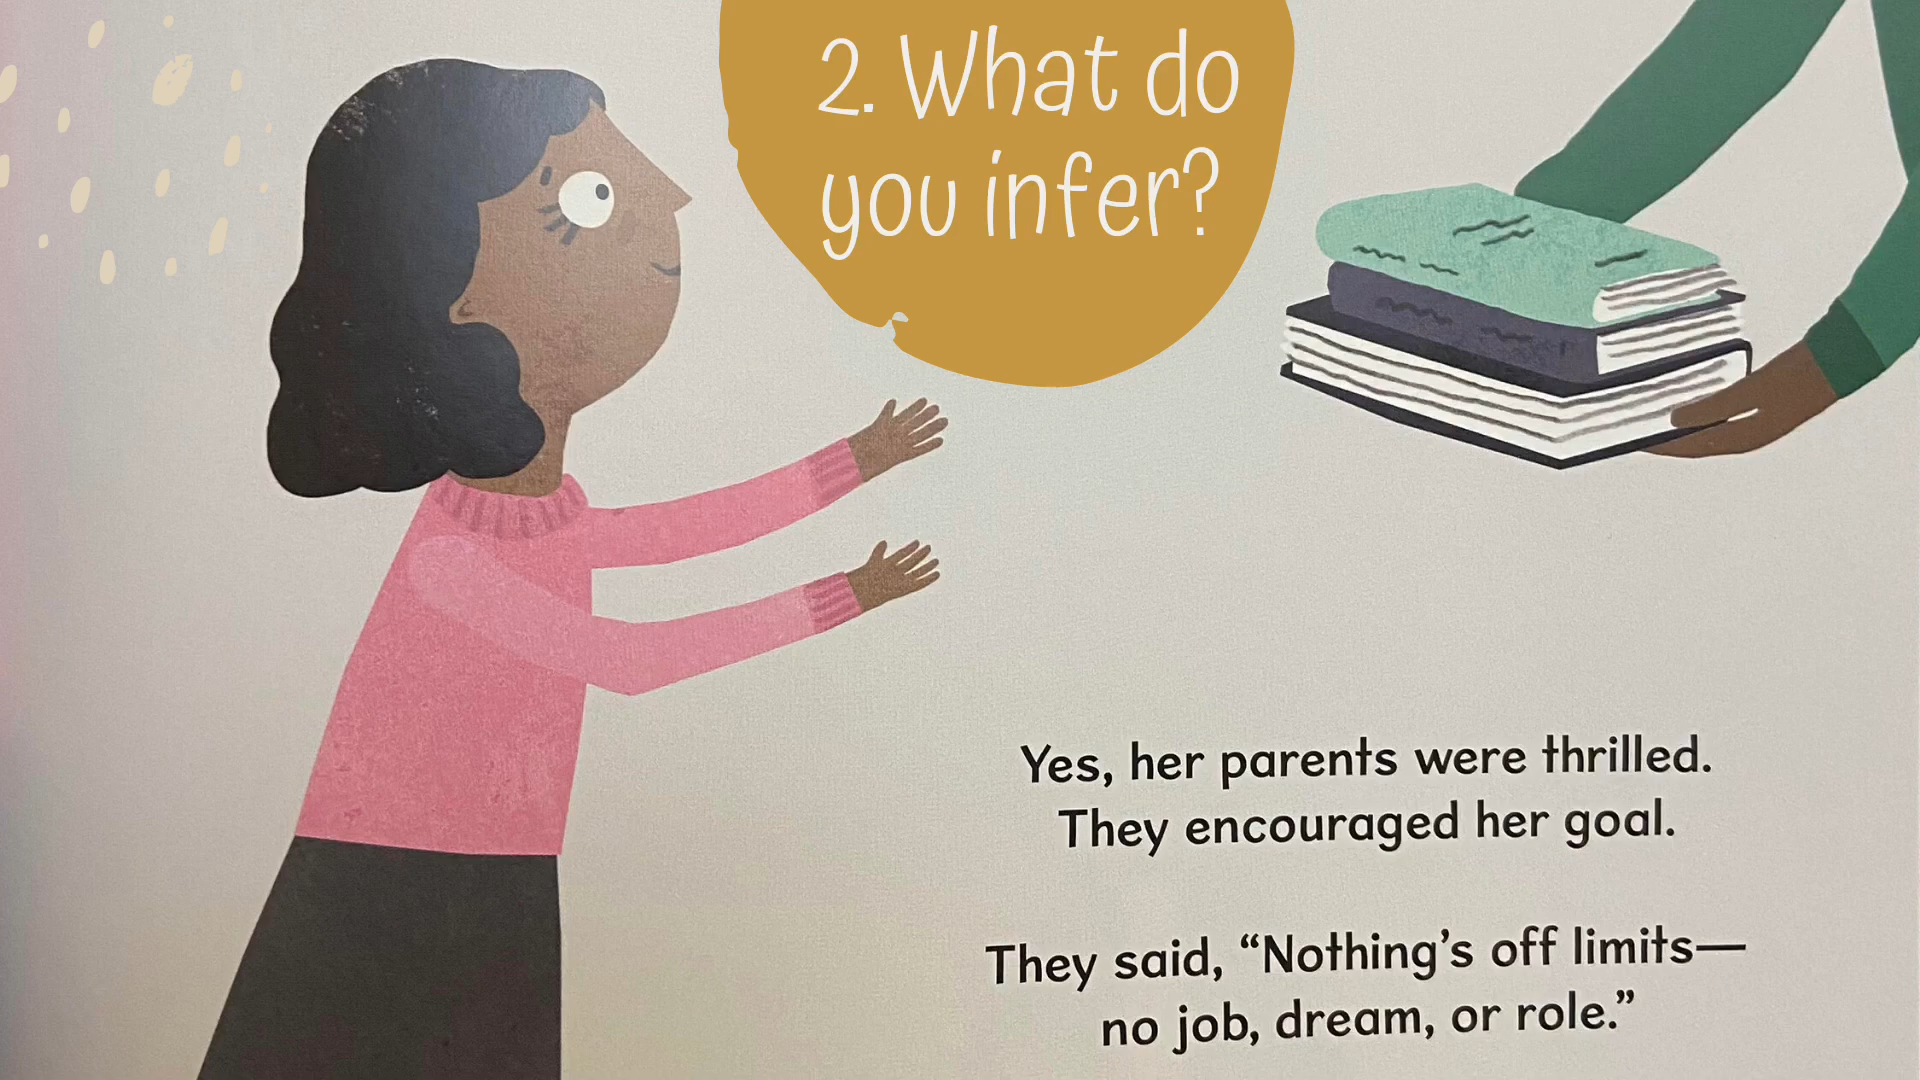 2. What do
you infer?
Yes, her parents were thrilled.
They encouraged her goal.
They said, “Nothing’s off limits—
no job, dream, or role.”